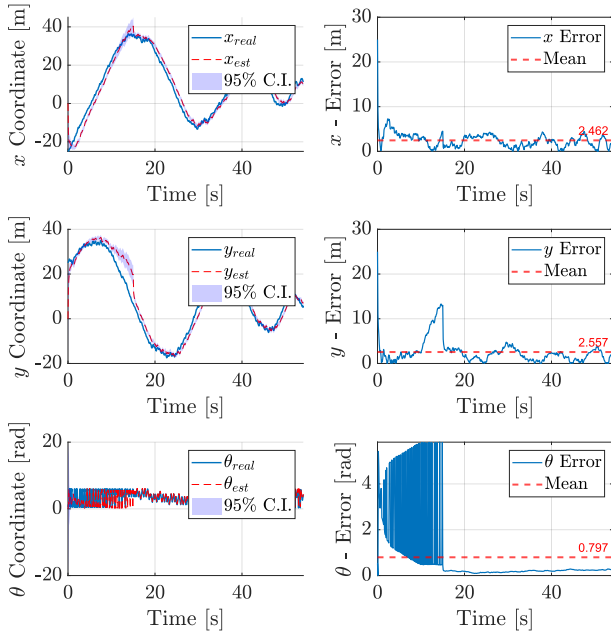 x Coordinate [m]
40
20
0
-20
0
20
40
Time [s]
x_real
x_est
95% C.I.
x - Error [m]
30
20
10
0
0
20
40
Time [s]
x Error
Mean
2.462
y Coordinate [m]
40
20
0
-20
0
20
40
Time [s]
y_real
y_est
95% C.I.
y - Error [m]
30
20
10
0
0
20
40
Time [s]
y Error
Mean
2.557
θ Coordinate [rad]
20
0
-20
0
20
40
Time [s]
θ_real
θ_est
95% C.I.
θ - Error [rad]
4
2
0
0
20
40
Time [s]
θ Error
Mean
0.797